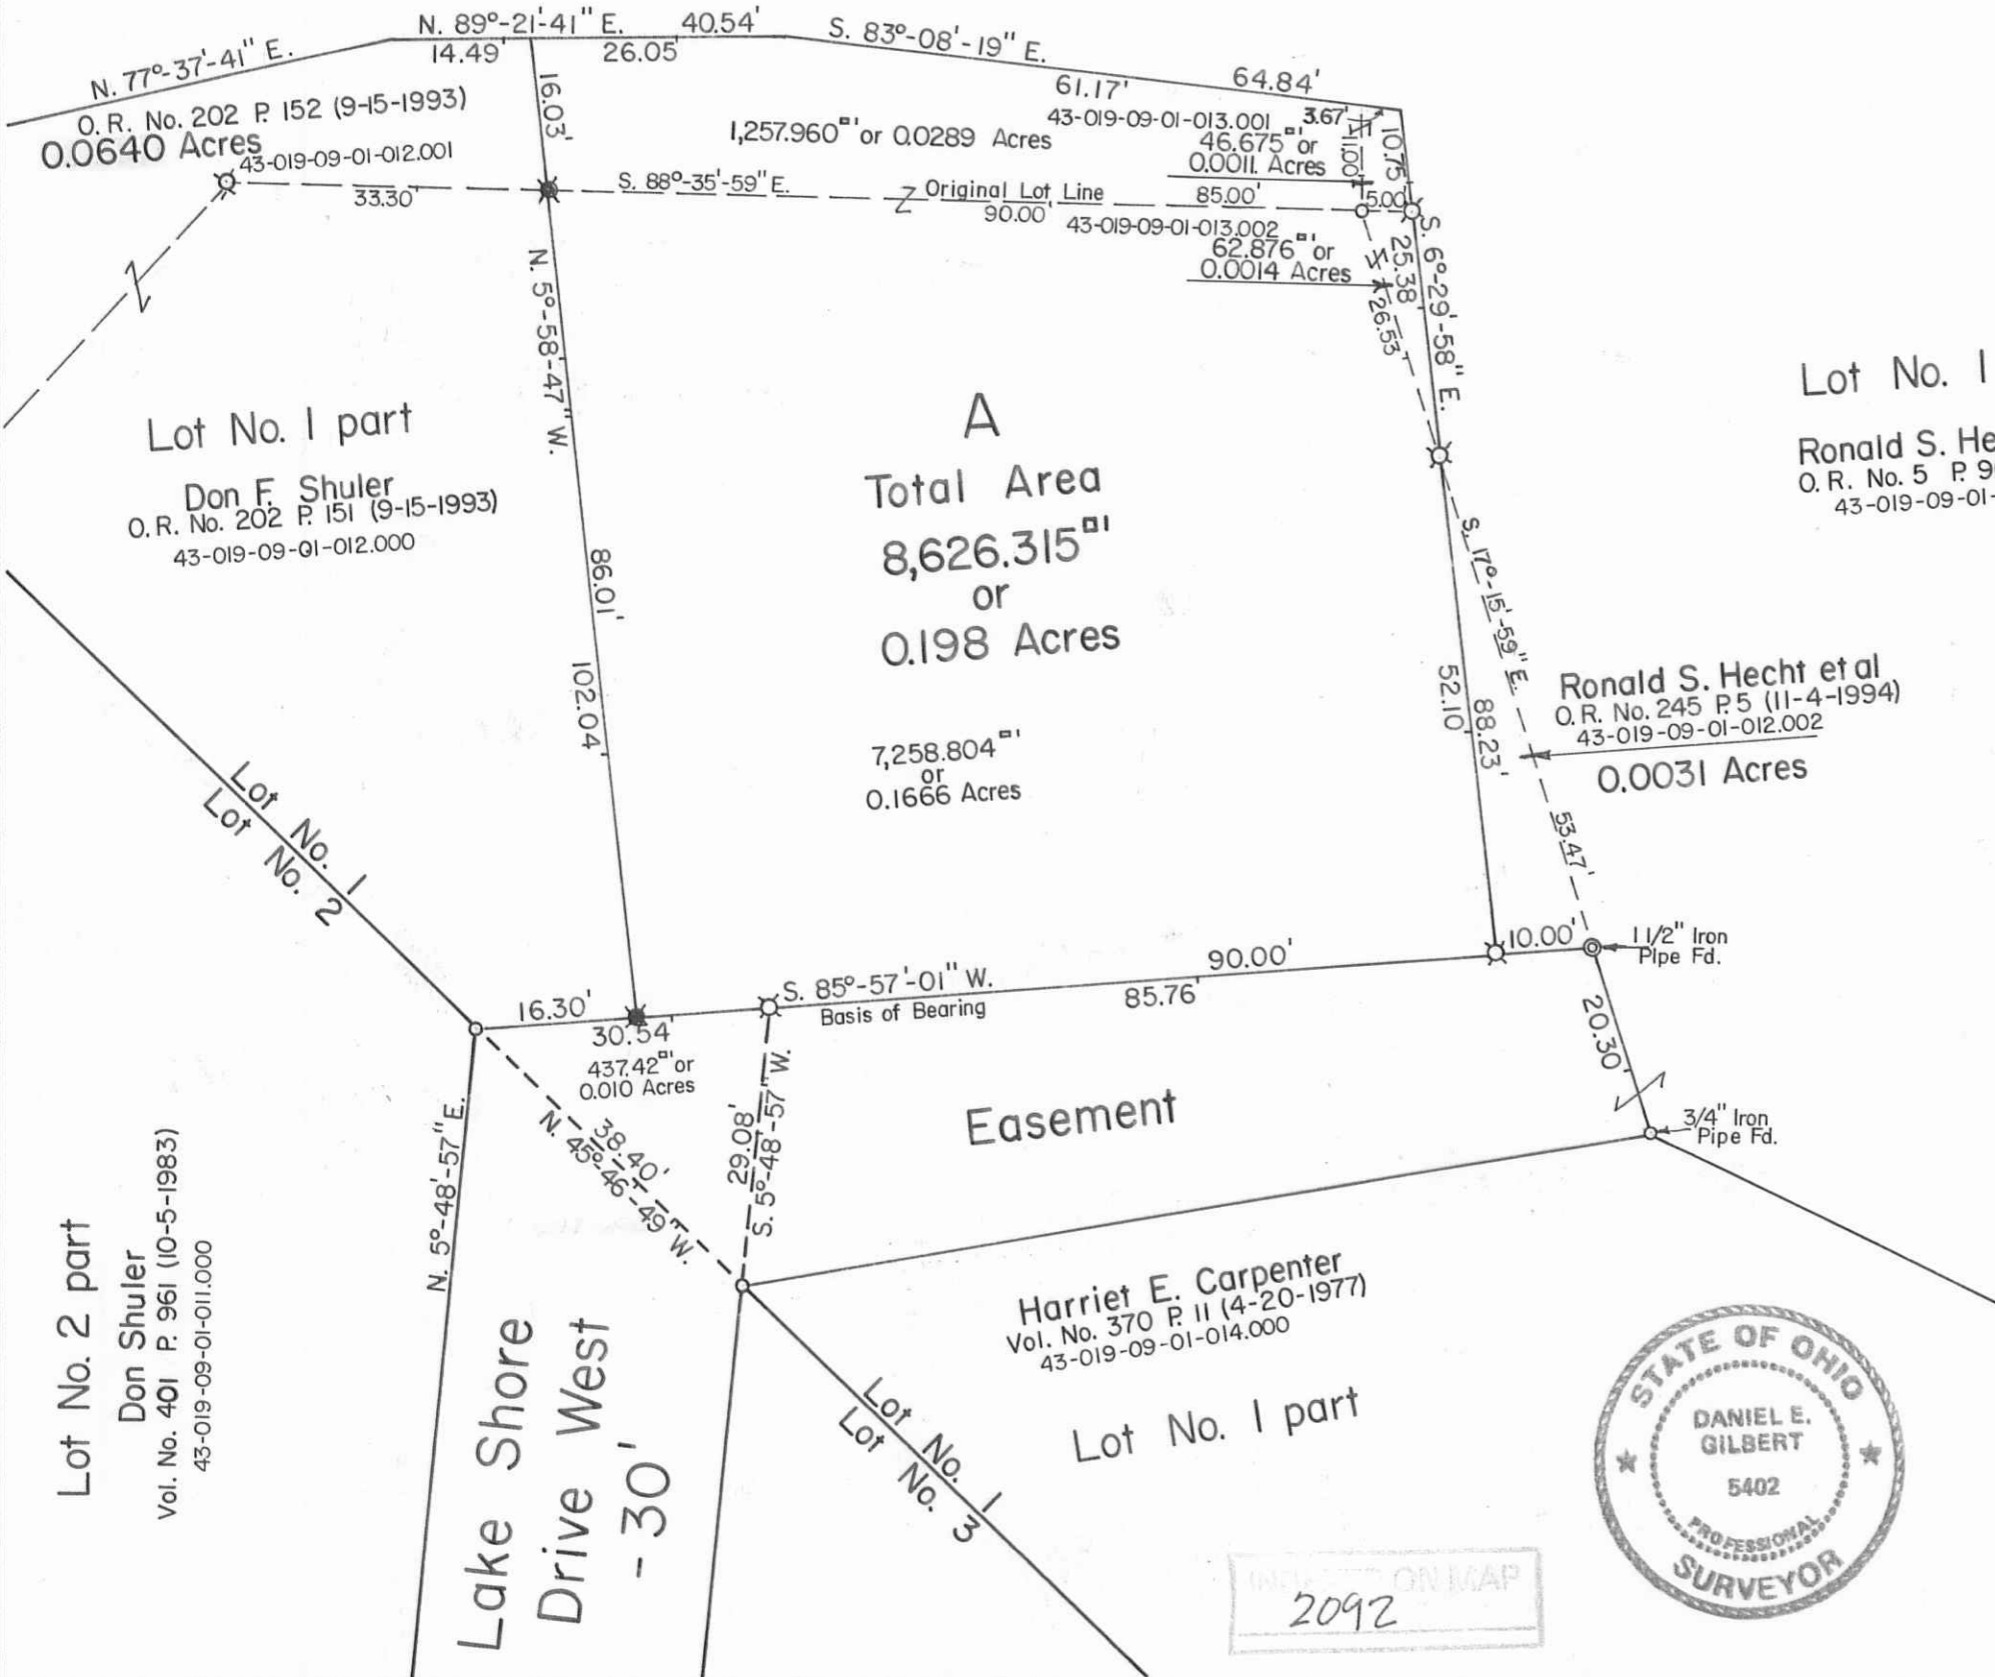 N. 77°-37'-41" E.
N. 89°-21'-41" E. 40.54'
14.49' 26.05'
S. 83°-08'-19" E.
61.17' 64.84'
O. R. No. 202 P. 152 (9-15-1993)
0.0640 Acres
43-019-09-01-012.001
16.03'
1,257.960□' or 0.0289 Acres
43-019-09-01-013.001
3.67'
46.675□' or
0.0011 Acres
11.00'
10.75'
33.30'
S. 88°-35'-59" E.
Original Lot Line
90.00'
85.00'
5.00'
43-019-09-01-013.002
62.876□' or
0.0014 Acres
26.53'
25.38'
S. 6°-29'-58" E.
N. 5°-58'-47" W.
86.01'
102.04'
Lot No. 1 part
Don F. Shuler
O. R. No. 202 P. 151 (9-15-1993)
43-019-09-01-012.000
A
Total Area
8,626.315□'
or
0.198 Acres
7,258.804□'
or
0.1666 Acres
Lot No. 1
Ronald S. He
O. R. No. 5 P. 9
43-019-09-01-
S. 17°-15'-59" E.
52.10'
88.23'
53.47'
Ronald S. Hecht et al
O. R. No. 245 P. 5 (11-4-1994)
43-019-09-01-012.002
0.0031 Acres
Lot No. 1
Lot No. 2
16.30'
30.54'
S. 85°-57'-01" W.
Basis of Bearing
90.00'
85.76'
10.00'
1 1/2" Iron
Pipe Fd.
20.30'
3/4" Iron
Pipe Fd.
437.42□' or
0.010 Acres
N. 45°-46'-49" W.
38.40'
29.08'
S. 5°-48'-57" W.
N. 5°-48'-57" E.
Easement
Lot No. 2 part
Don Shuler
Vol. No. 401 P. 961 (10-5-1983)
43-019-09-01-011.000
Lake Shore
Drive West
- 30'
Harriet E. Carpenter
Vol. No. 370 P. 11 (4-20-1977)
43-019-09-01-014.000
Lot No. 1 part
Lot No. 1
Lot No. 3
STATE OF OHIO
DANIEL E.
GILBERT
5402
PROFESSIONAL
SURVEYOR
ON MAP
2092